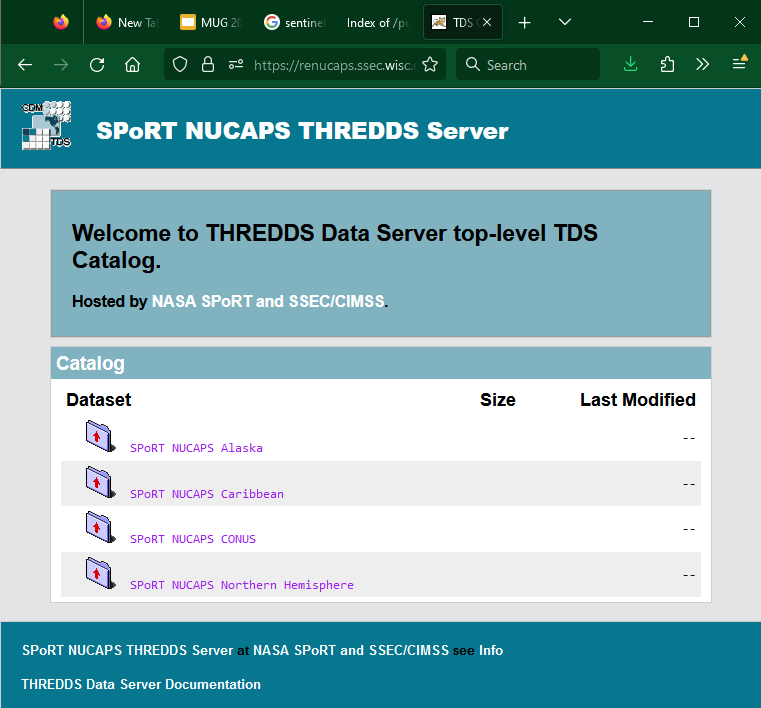 New Ta
MUG 20
sentinel
Index of /pu
TDS
https://renucaps.ssec.wisc.
Search
CDM
TDS
SPoRT NUCAPS THREDDS Server
Welcome to THREDDS Data Server top-level TDS
Catalog.
Hosted by NASA SPoRT and SSEC/CIMSS.
Catalog
Dataset Size Last Modified
SPoRT NUCAPS Alaska --
SPoRT NUCAPS Caribbean --
SPoRT NUCAPS CONUS --
SPoRT NUCAPS Northern Hemisphere --
SPoRT NUCAPS THREDDS Server at NASA SPoRT and SSEC/CIMSS see Info
THREDDS Data Server Documentation